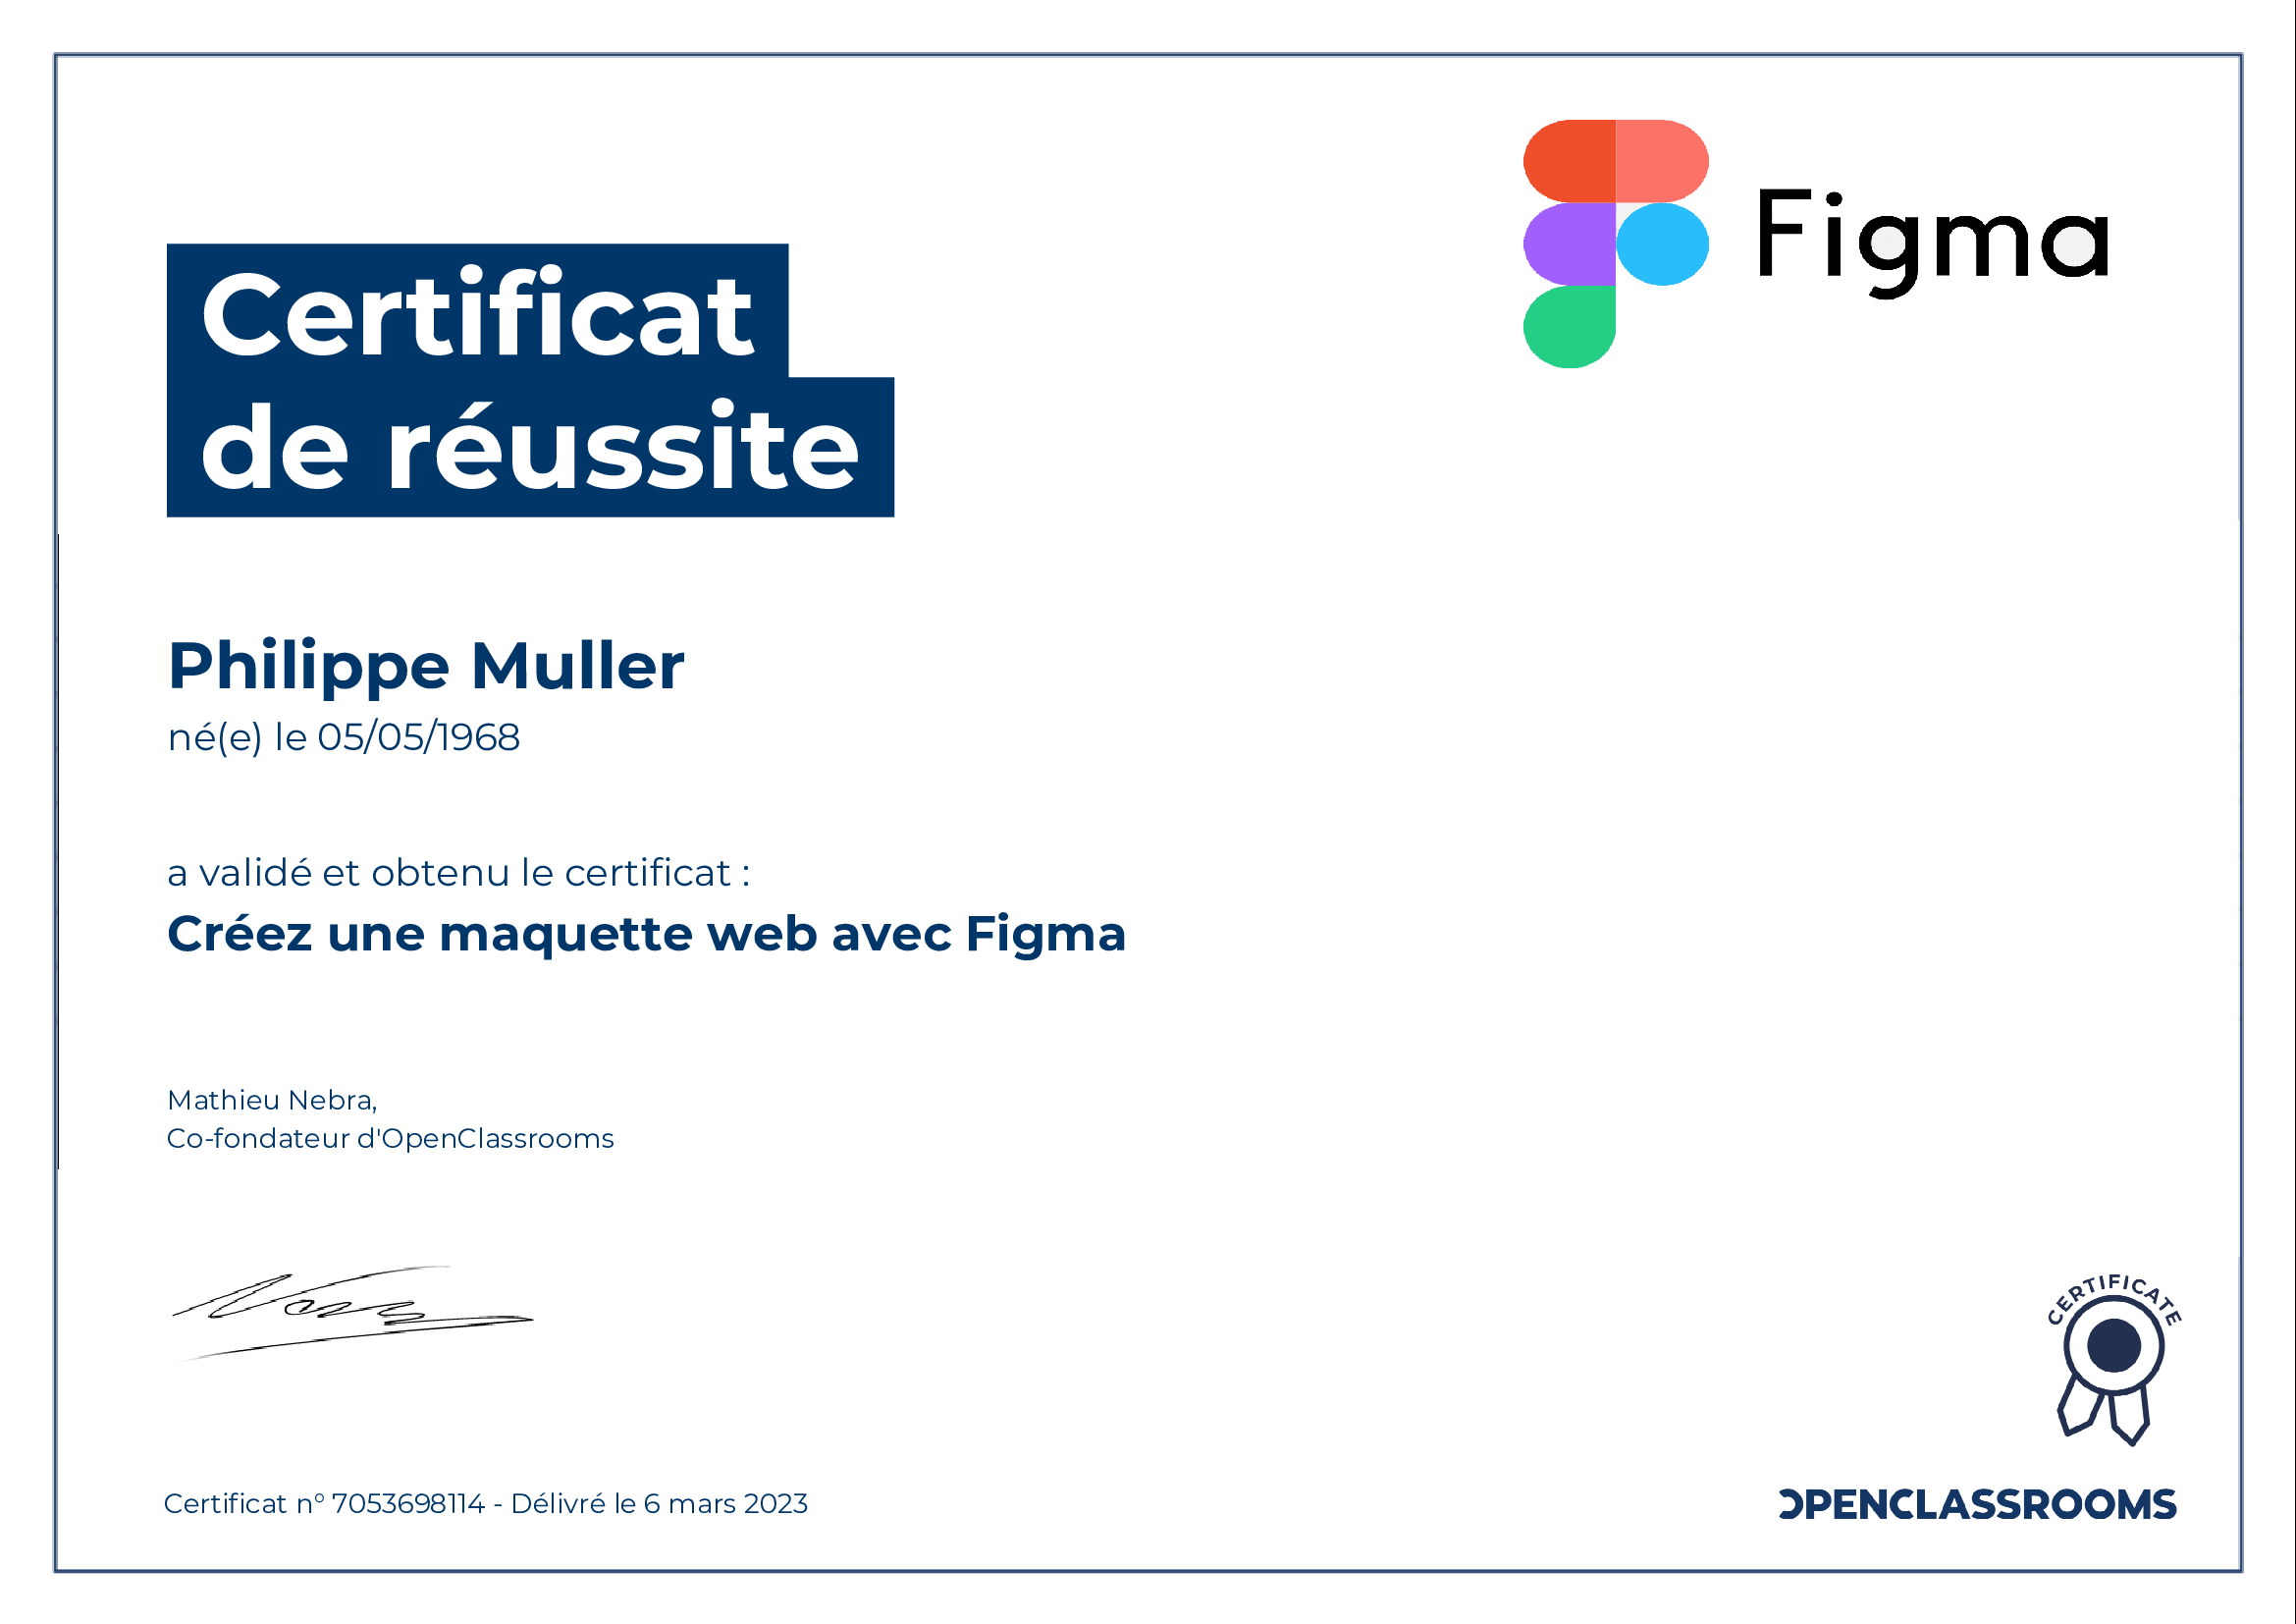 Figma
Certificat
de réussite
Philippe Muller
né(e) le 05/05/1968
a validé et obtenu le certificat :
Créez une maquette web avec Figma
Mathieu Nebra,
Co-fondateur d'OpenClassrooms
CERTIFICATE
Certificat n° 7053698114 - Délivré le 6 mars 2023
OPENCLASSROOMS